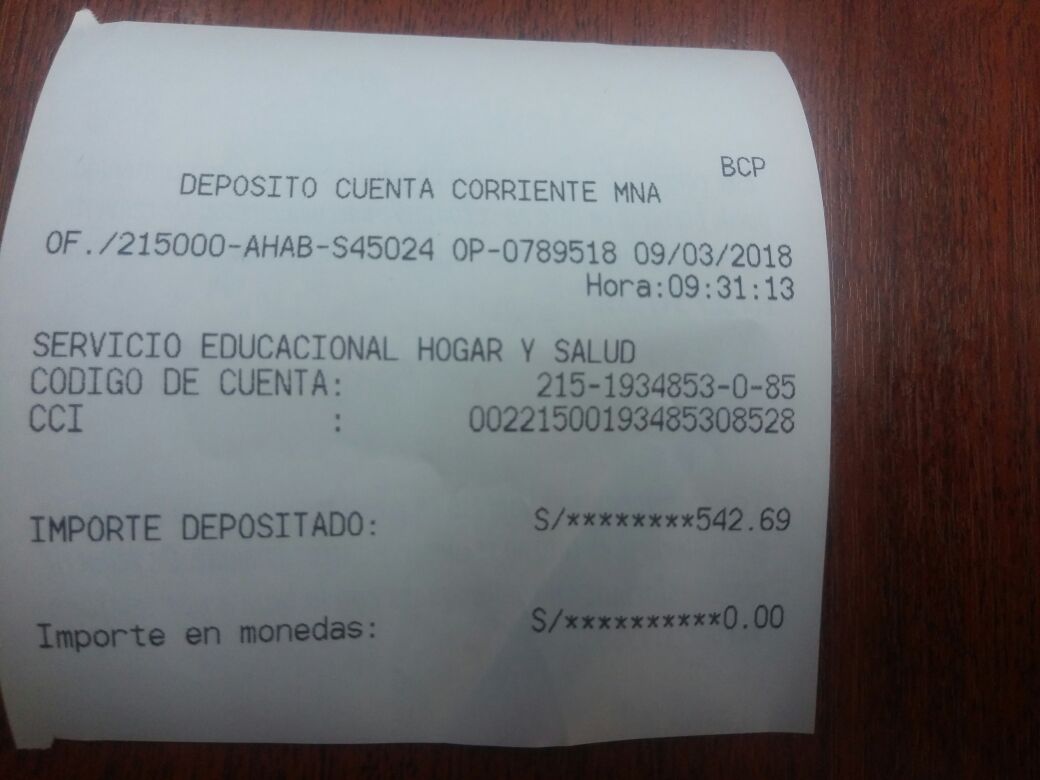 BCP
DEPOSITO CUENTA CORRIENTE MNA
OF./215000-AHAB-S45024 OP-0789518 09/03/2018
Hora:09:31:13
SERVICIO EDUCACIONAL HOGAR Y SALUD
CODIGO DE CUENTA: 215-1934853-0-85
CCI : 00221500193485308528
IMPORTE DEPOSITADO: S/********542.69
Importe en monedas: S/**********0.00